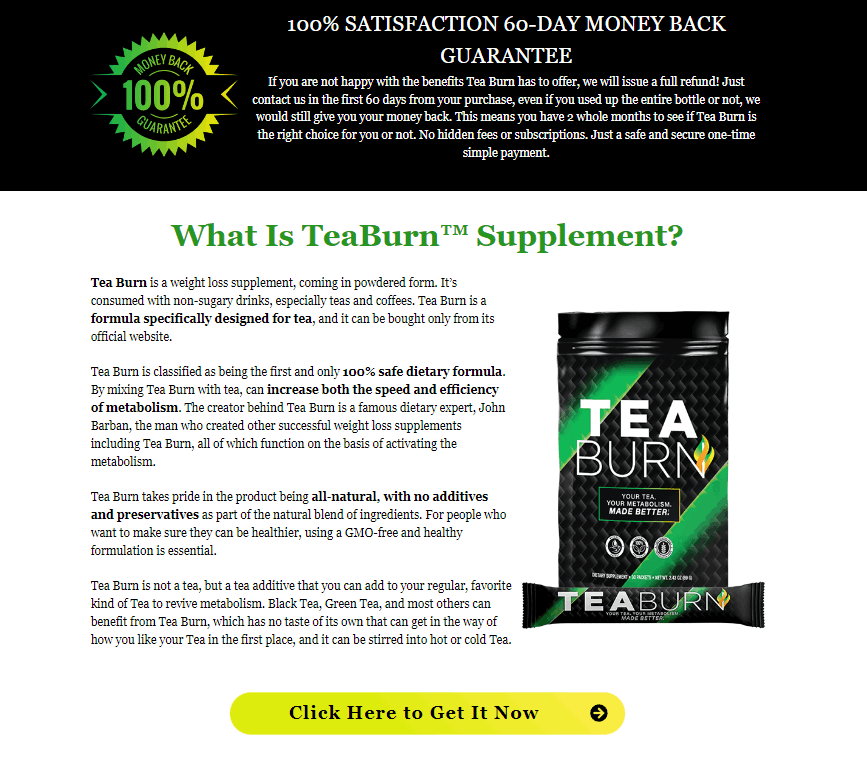 100% SATISFACTION 60-DAY MONEY BACK
GUARANTEE
MONEY BACK
100%
GUARANTEE
If you are not happy with the benefits Tea Burn has to offer, we will issue a full refund! Just
contact us in the first 60 days from your purchase, even if you used up the entire bottle or not, we
would still give you your money back. This means you have 2 whole months to see if Tea Burn is
the right choice for you or not. No hidden fees or subscriptions. Just a safe and secure one-time
simple payment.
What Is TeaBurn™ Supplement?
Tea Burn is a weight loss supplement, coming in powdered form. It's
consumed with non-sugary drinks, especially teas and coffees. Tea Burn is a
formula specifically designed for tea, and it can be bought only from its
official website.
Tea Burn is classified as being the first and only 100% safe dietary formula.
By mixing Tea Burn with tea, can increase both the speed and efficiency
of metabolism. The creator behind Tea Burn is a famous dietary expert, John
Barban, the man who created other successful weight loss supplements
including Tea Burn, all of which function on the basis of activating the
metabolism.
Tea Burn takes pride in the product being all-natural, with no additives
and preservatives as part of the natural blend of ingredients. For people who
want to make sure they can be healthier, using a GMO-free and healthy
formulation is essential.
Tea Burn is not a tea, but a tea additive that you can add to your regular, favorite
kind of Tea to revive metabolism. Black Tea, Green Tea, and most others can
benefit from Tea Burn, which has no taste of its own that can get in the way of
how you like your Tea in the first place, and it can be stirred into hot or cold Tea.
TEA
BURN
YOUR TEA.
YOUR METABOLISM.
MADE BETTER.
DIETARY SUPPLEMENT • 30 PACKETS • NET WT.
TEABURN
YOUR TEA. YOUR METABOLISM.
MADE BETTER.
Click Here to Get It Now